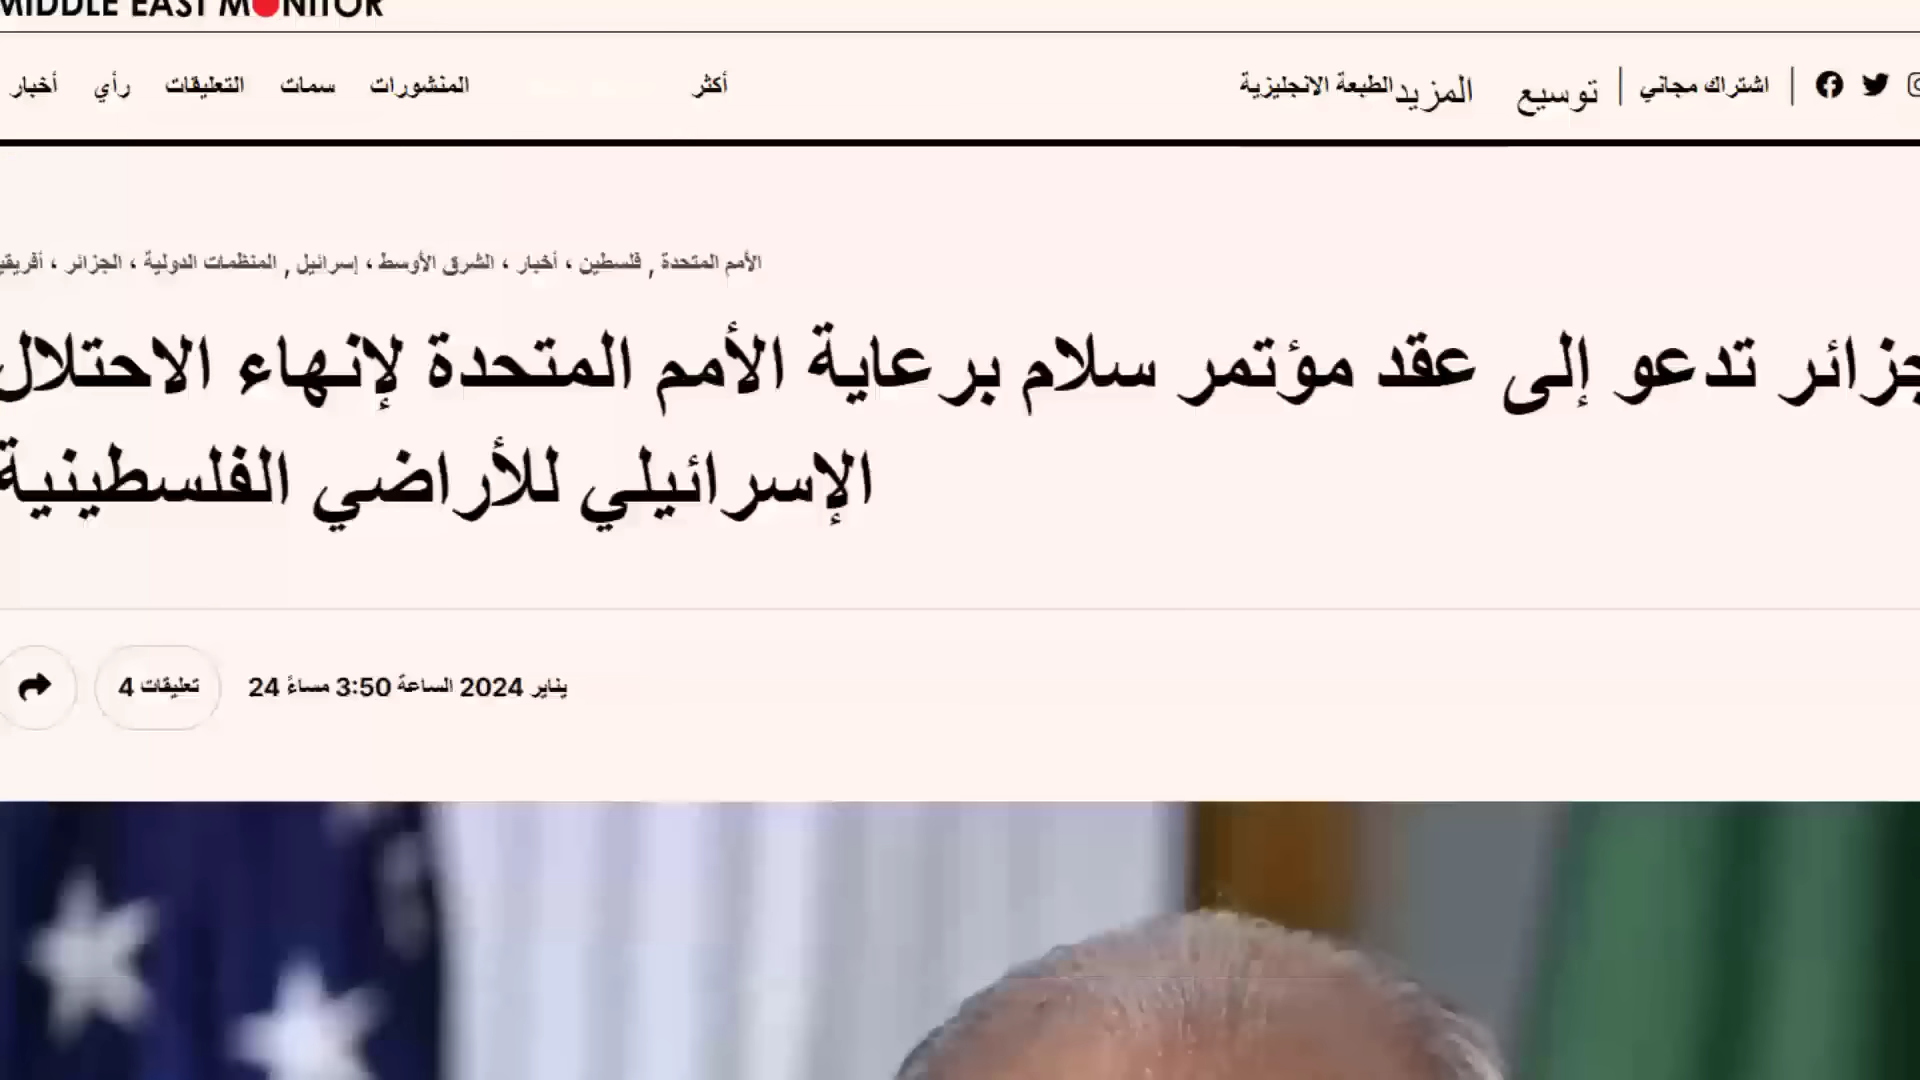 MIDDLE EAST MONITOR
أخبار رأي التعليقات سمات المنشورات أكثر الطبعة الانجليزية المزيد توسيع اشتراك مجاني
الأمم المتحدة , فلسطين ، أخبار ، الشرق الأوسط ، إسرائيل , المنظمات الدولية ، الجزائر ،
تدعو إلى عقد مؤتمر سلام برعاية الأمم المتحدة لإنهاء الاحتلال
الإسرائيلي للأراضي الفلسطينية
4 تعليقات 24 يناير 2024 الساعة 3:50 مساءً